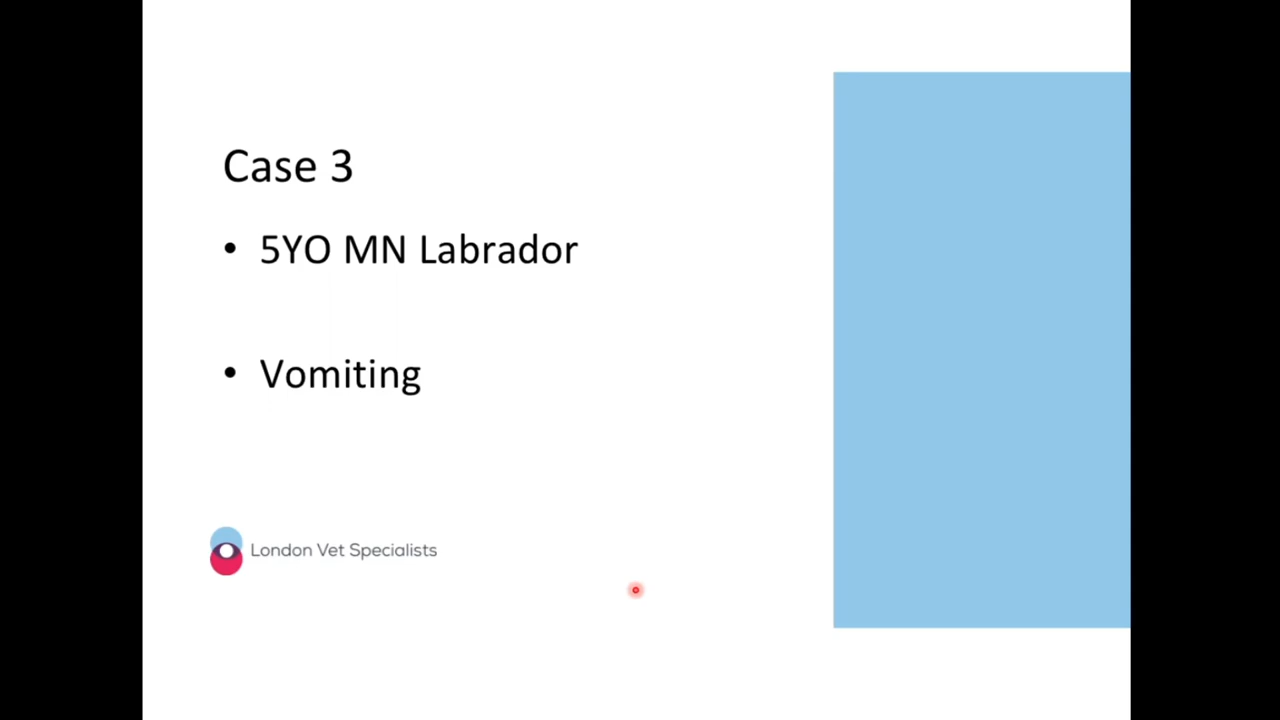 Case 3
• 5YO MN Labrador
• Vomiting
London Vet Specialists